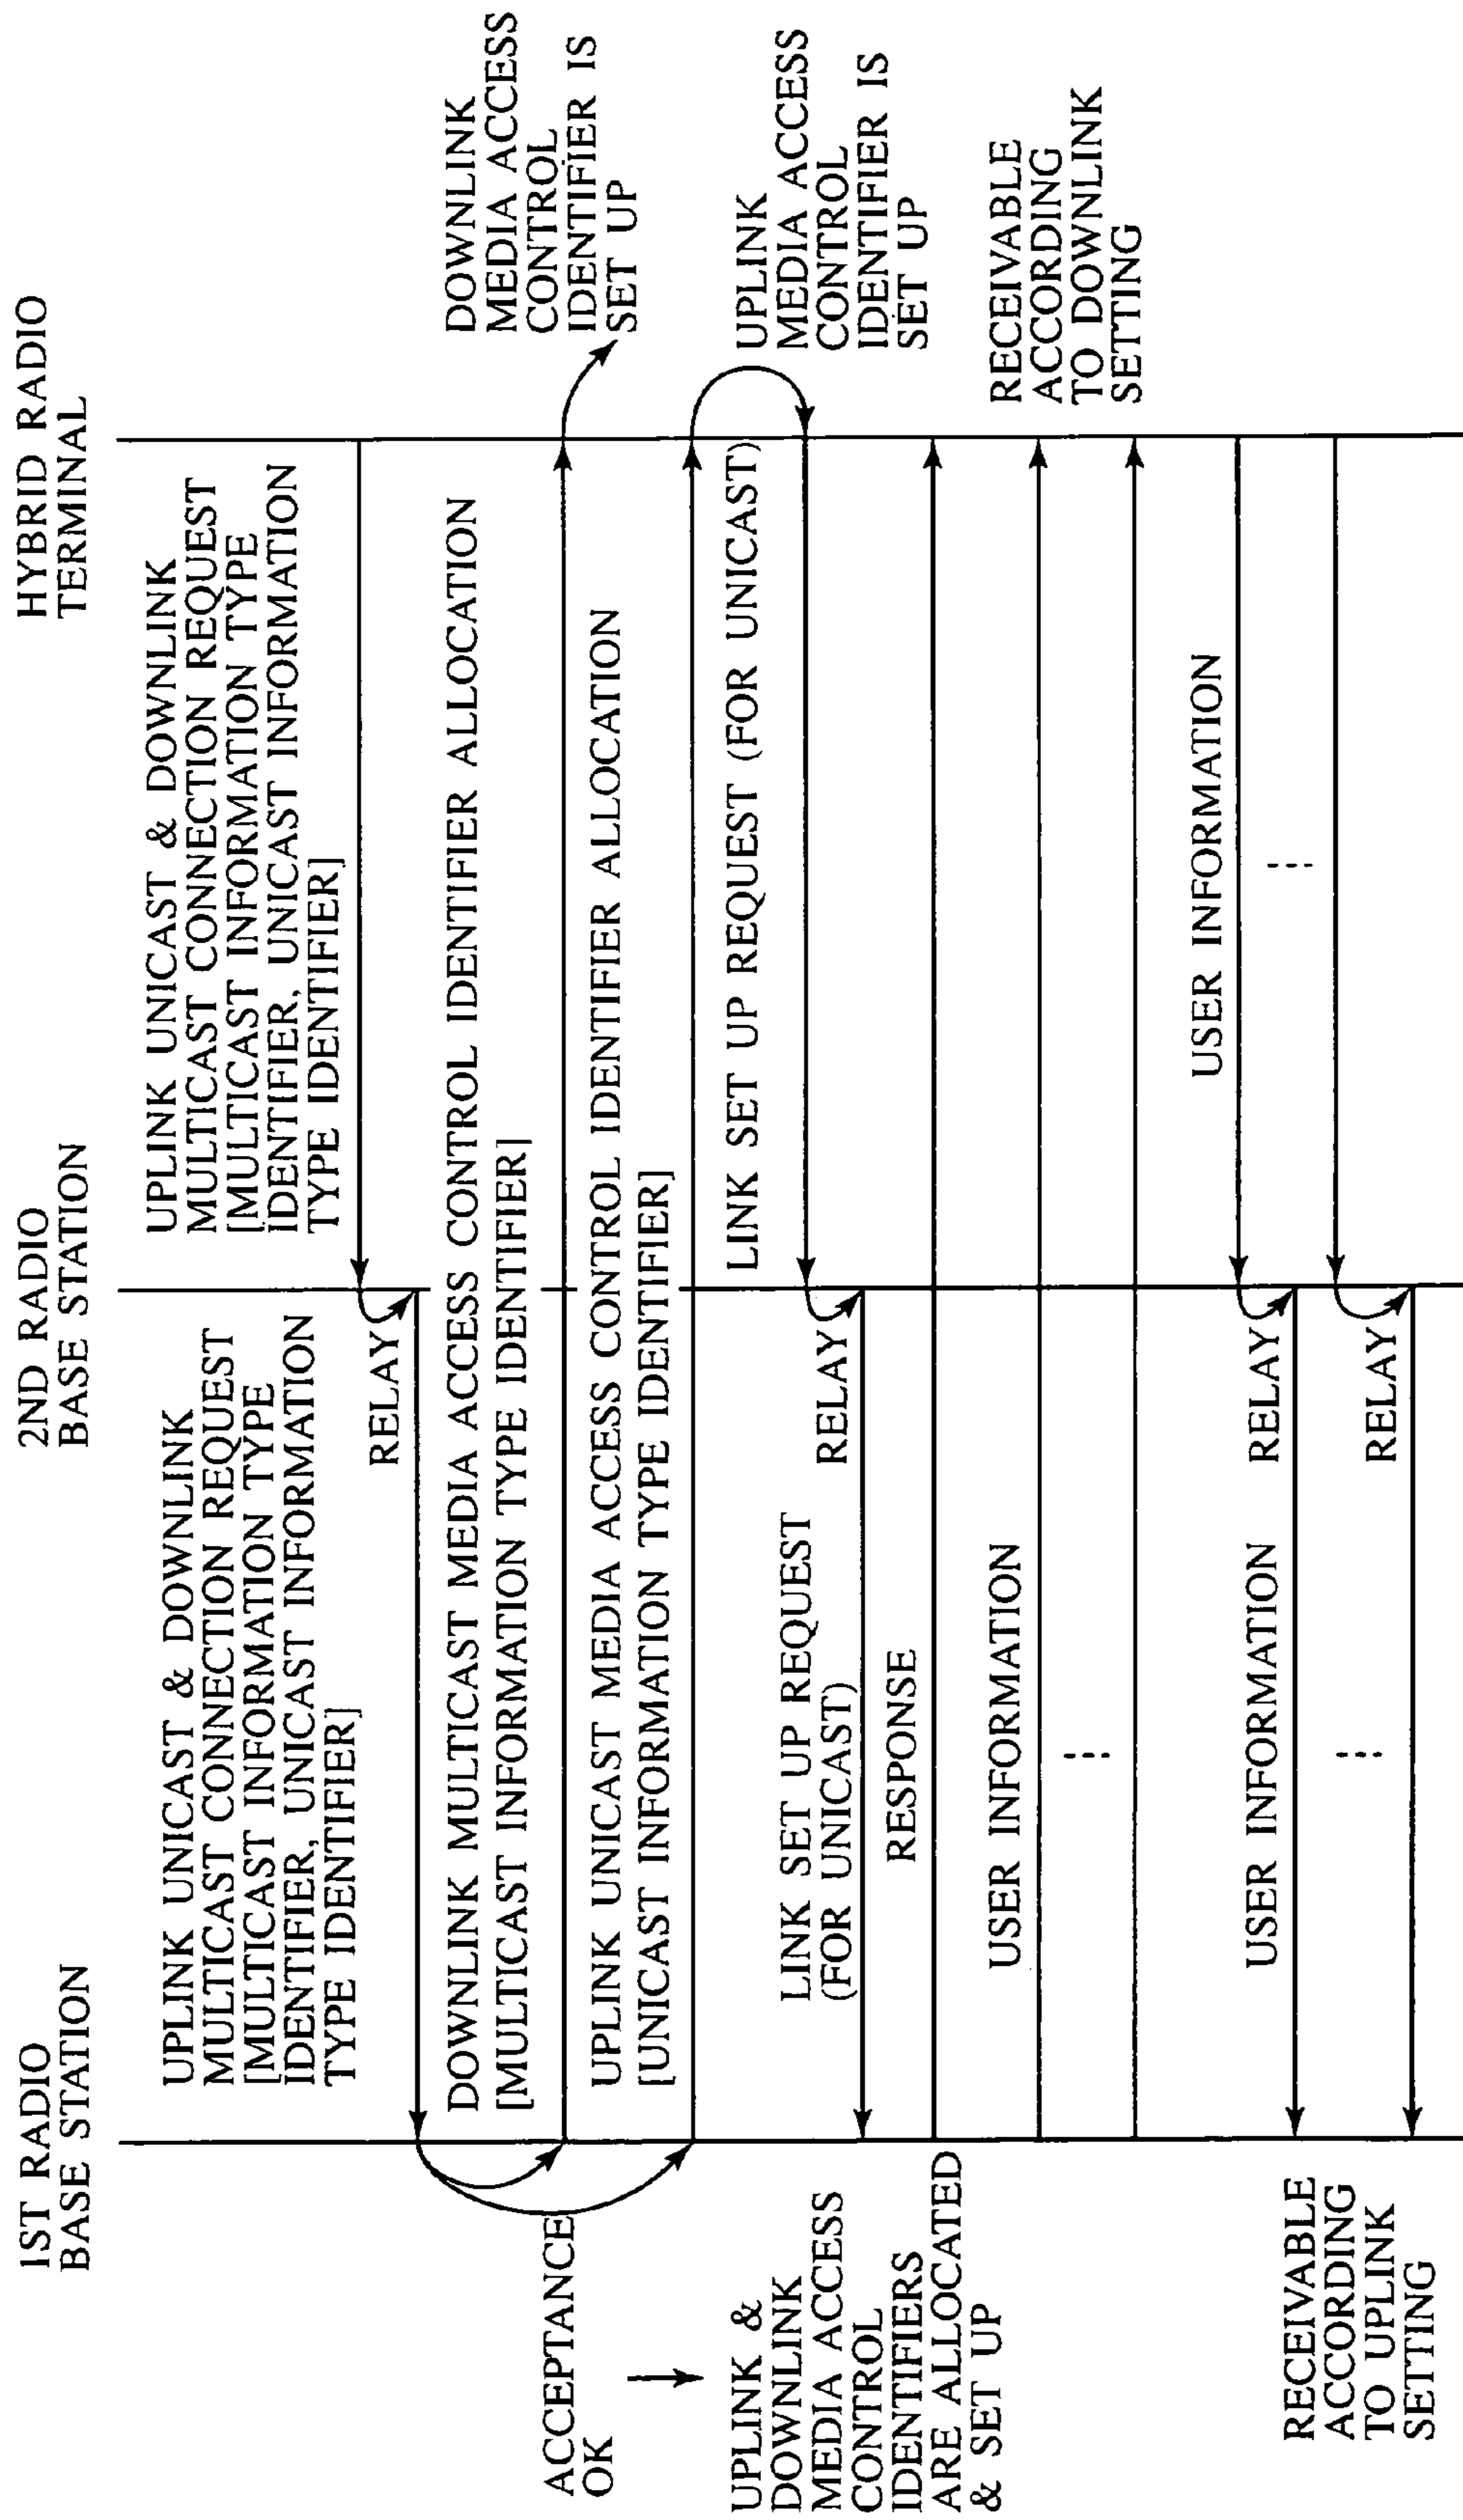 1ST RADIO
BASE STATION
2ND RADIO
BASE STATION
HYBRID RADIO
TERMINAL
UPLINK UNICAST & DOWNLINK
MULTICAST CONNECTION REQUEST
[MULTICAST INFORMATION TYPE
IDENTIFIER, UNICAST INFORMATION
TYPE IDENTIFIER]
UPLINK UNICAST & DOWNLINK
MULTICAST CONNECTION REQUEST
[MULTICAST INFORMATION TYPE
IDENTIFIER, UNICAST INFORMATION
TYPE IDENTIFIER]
RELAY
DOWNLINK MULTICAST MEDIA ACCESS CONTROL IDENTIFIER ALLOCATION
[MULTICAST INFORMATION TYPE IDENTIFIER]
DOWNLINK
MEDIA ACCESS
CONTROL
IDENTIFIER IS
SET UP
ACCEPTANCE
OK
UPLINK UNICAST MEDIA ACCESS CONTROL IDENTIFIER ALLOCATION
[UNICAST INFORMATION TYPE IDENTIFIER]
UPLINK &
DOWNLINK
MEDIA ACCESS
CONTROL
IDENTIFIERS
ARE ALLOCATED
& SET UP
LINK SET UP REQUEST (FOR UNICAST)
UPLINK
MEDIA ACCESS
CONTROL
IDENTIFIER IS
SET UP
LINK SET UP REQUEST
(FOR UNICAST)
RELAY
RESPONSE
USER INFORMATION
RECEIVABLE
ACCORDING
TO DOWNLINK
SETTING
USER INFORMATION
USER INFORMATION
RELAY
RELAY
RECEIVABLE
ACCORDING
TO UPLINK
SETTING